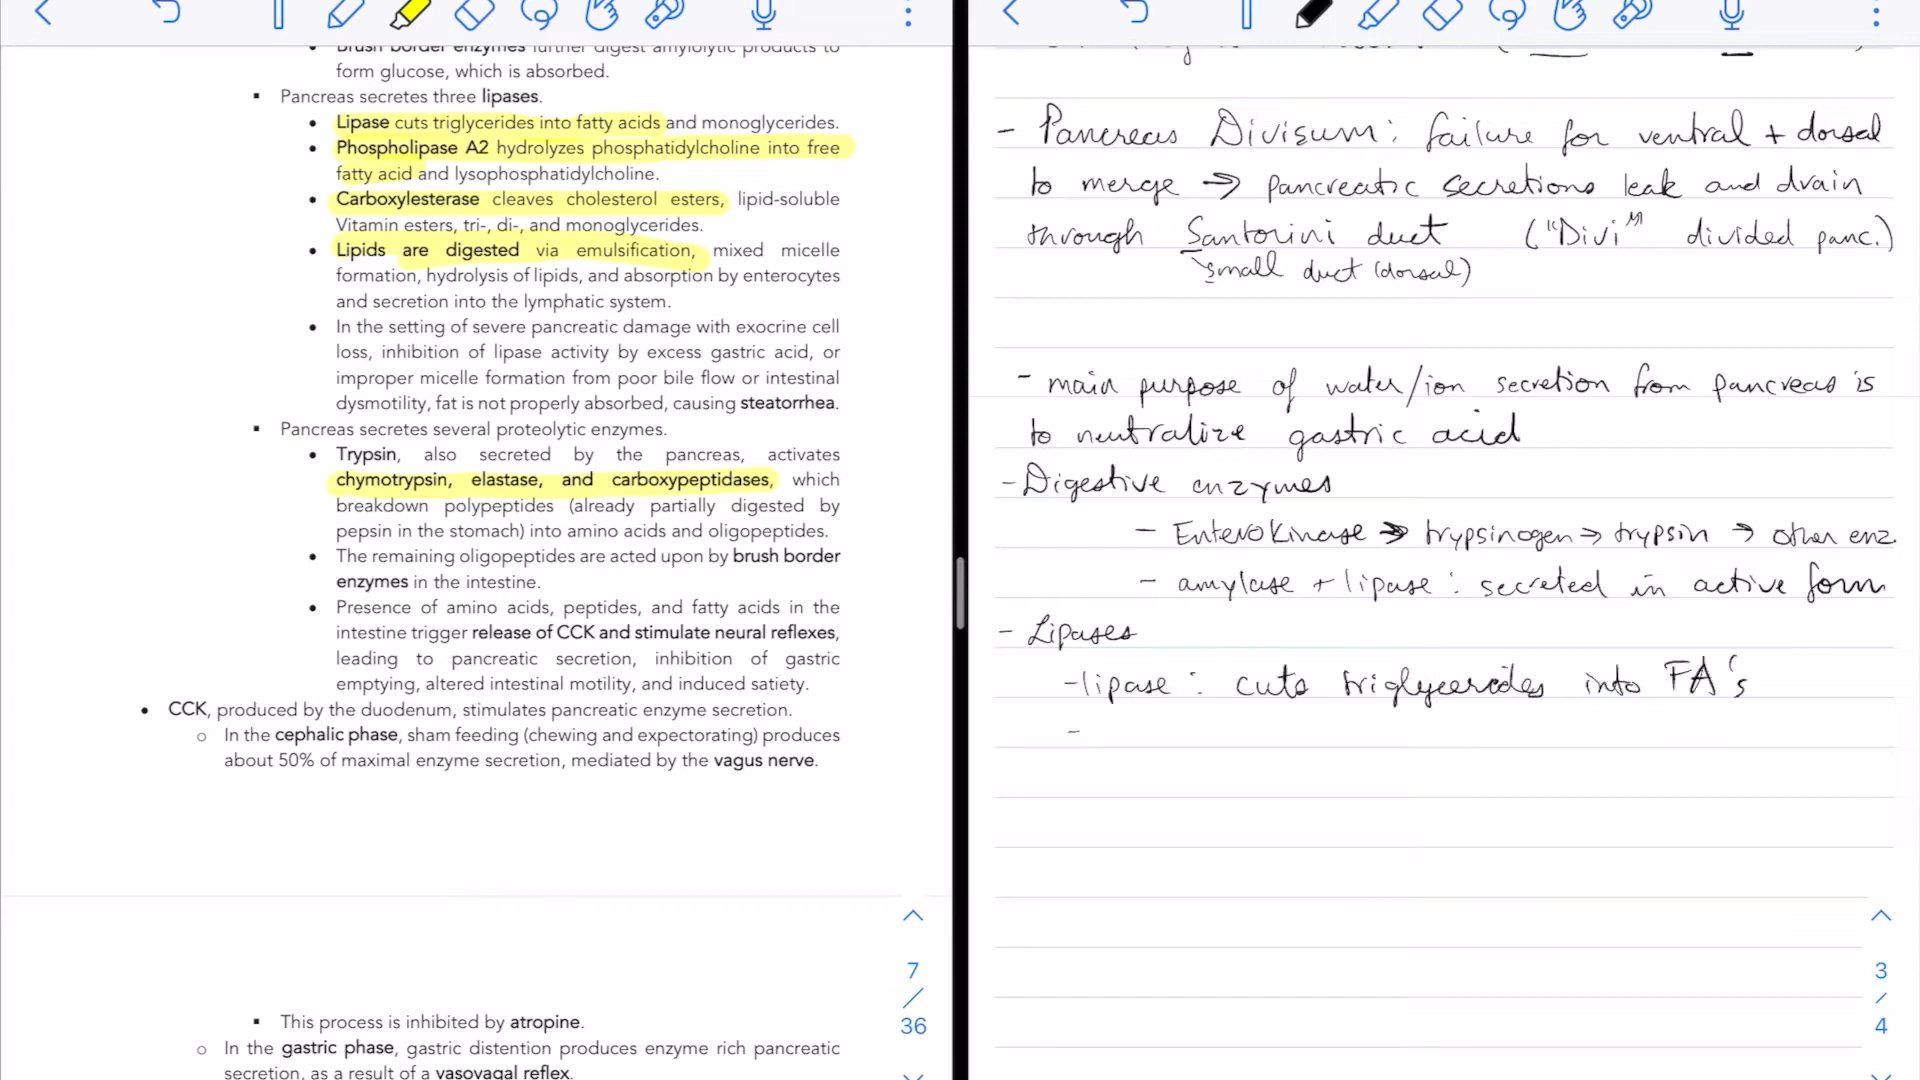 Brush border enzymes further digest amylolytic products to
form glucose, which is absorbed.
▪ Pancreas secretes three lipases.
• Lipase cuts triglycerides into fatty acids and monoglycerides.
• Phospholipase A2 hydrolyzes phosphatidylcholine into free
fatty acid and lysophosphatidylcholine.
• Carboxylesterase cleaves cholesterol esters, lipid-soluble
Vitamin esters, tri-, di-, and monoglycerides.
• Lipids are digested via emulsification, mixed micelle
formation, hydrolysis of lipids, and absorption by enterocytes
and secretion into the lymphatic system.
• In the setting of severe pancreatic damage with exocrine cell
loss, inhibition of lipase activity by excess gastric acid, or
improper micelle formation from poor bile flow or intestinal
dysmotility, fat is not properly absorbed, causing steatorrhea.
▪ Pancreas secretes several proteolytic enzymes.
• Trypsin, also secreted by the pancreas, activates
chymotrypsin, elastase, and carboxypeptidases, which
breakdown polypeptides (already partially digested by
pepsin in the stomach) into amino acids and oligopeptides.
• The remaining oligopeptides are acted upon by brush border
enzymes in the intestine.
• Presence of amino acids, peptides, and fatty acids in the
intestine trigger release of CCK and stimulate neural reflexes,
leading to pancreatic secretion, inhibition of gastric
emptying, altered intestinal motility, and induced satiety.
• CCK, produced by the duodenum, stimulates pancreatic enzyme secretion.
o In the cephalic phase, sham feeding (chewing and expectorating) produces
about 50% of maximal enzyme secretion, mediated by the vagus nerve.
7
/
36
▪ This process is inhibited by atropine.
o In the gastric phase, gastric distention produces enzyme rich pancreatic
secretion, as a result of a vasovagal reflex.
- Pancreas Divisum: failure for ventral + dorsal
to merge → pancreatic secretions leak and drain
through Santorini duct ("Divi" divided panc.)
small duct (dorsal)
- main purpose of water/ion secretion from pancreas is
to neutralize gastric acid
- Digestive enzymes
- Enterokinase → trypsinogen → trypsin → other enz
- amylase + lipase: secreted in active form
- Lipases
- lipase: cuts triglycerides into FA's
-
3
/
4